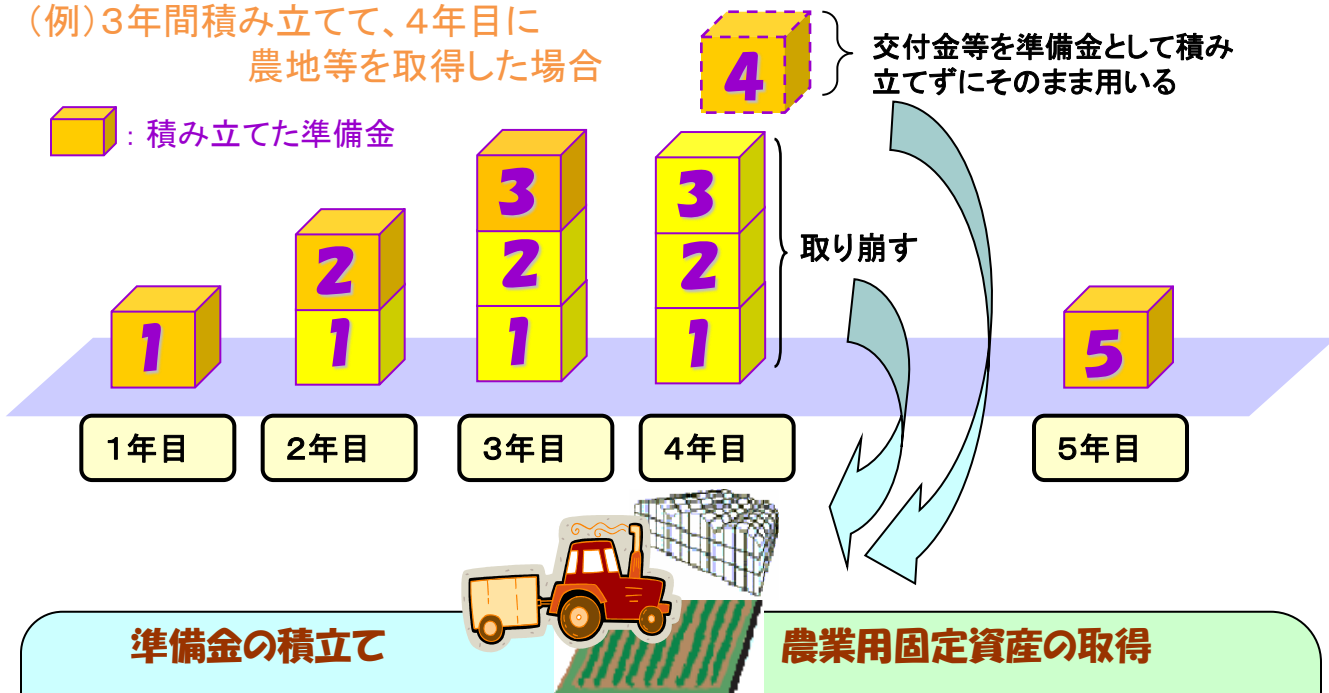 (例)3年間積み立てて、4年目に
農地等を取得した場合
：積み立てた準備金
4
交付金等を準備金として積み
立てずにそのまま用いる
3
3
2
2
2
取り崩す
1
1
1
1
5
1年目
2年目
3年目
4年目
5年目
準備金の積立て
農業用固定資産の取得